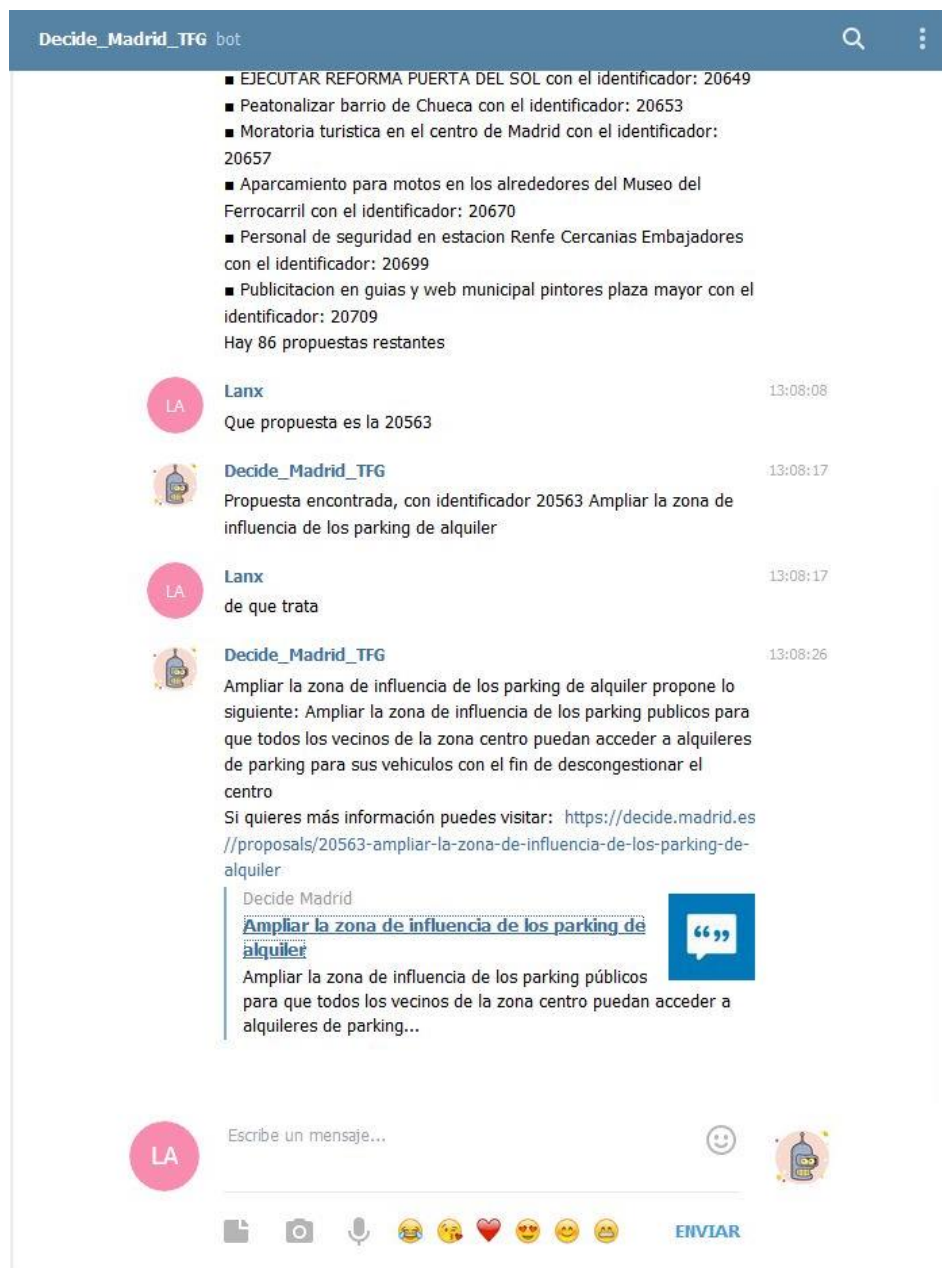 Decide_Madrid_TFG bot
■ EJECUTAR REFORMA PUERTA DEL SOL con el identificador: 20649
■ Peatonalizar barrio de Chueca con el identificador: 20653
■ Moratoria turistica en el centro de Madrid con el identificador:
20657
■ Aparcamiento para motos en los alrededores del Museo del
Ferrocarril con el identificador: 20670
■ Personal de seguridad en estacion Renfe Cercanias Embajadores
con el identificador: 20699
■ Publicitacion en guias y web municipal pintores plaza mayor con el
identificador: 20709
Hay 86 propuestas restantes
LA
Lanx 13:08:08
Que propuesta es la 20563
Decide_Madrid_TFG 13:08:17
Propuesta encontrada, con identificador 20563 Ampliar la zona de
influencia de los parking de alquiler
LA
Lanx 13:08:17
de que trata
Decide_Madrid_TFG 13:08:26
Ampliar la zona de influencia de los parking de alquiler propone lo
siguiente: Ampliar la zona de influencia de los parking publicos para
que todos los vecinos de la zona centro puedan acceder a alquileres
de parking para sus vehiculos con el fin de descongestionar el
centro
Si quieres más información puedes visitar: https://decide.madrid.es
//proposals/20563-ampliar-la-zona-de-influencia-de-los-parking-de-
alquiler
Decide Madrid
Ampliar la zona de influencia de los parking de
alquiler
Ampliar la zona de influencia de los parking públicos
para que todos los vecinos de la zona centro puedan acceder a
alquileres de parking...
LA
Escribe un mensaje...
ENVIAR